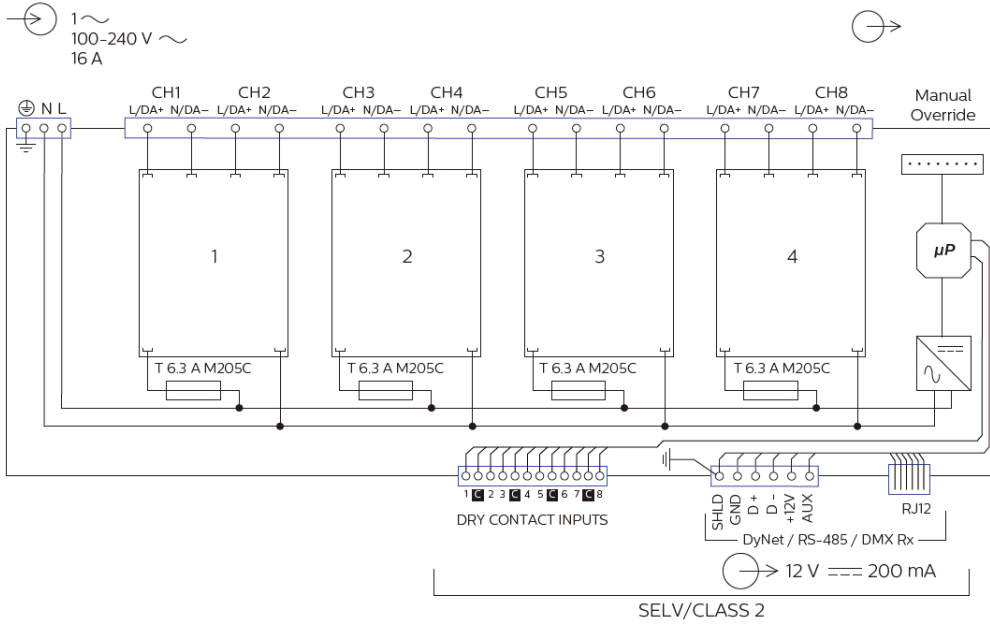 1
100-240 V
16 A
CH1 CH2 CH3 CH4 CH5 CH6 CH7 CH8
Manual
Override
N L L/DA+ N/DA− L/DA+ N/DA− L/DA+ N/DA− L/DA+ N/DA− L/DA+ N/DA− L/DA+ N/DA− L/DA+ N/DA− L/DA+ N/DA−
1 2 3 4
µP
T 6.3 A M205C T 6.3 A M205C T 6.3 A M205C T 6.3 A M205C
1 C 2 3 C 4 5 C 6 7 C 8
DRY CONTACT INPUTS
SHLD
GND
D +
D -
+12V
AUX
RJ12
DyNet / RS-485 / DMX Rx
12 V 200 mA
SELV/CLASS 2